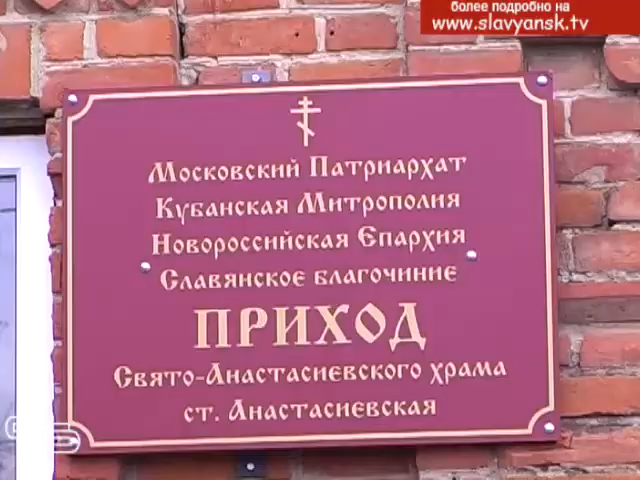 более подробно на
www.slavyansk.tv
Московский Патриархат
Кубанская Митрополия
Новороссийская Епархия
Славянское благочиние
ПРИХОД
Свято-Анастасиевского храма
ст. Анастасиевская